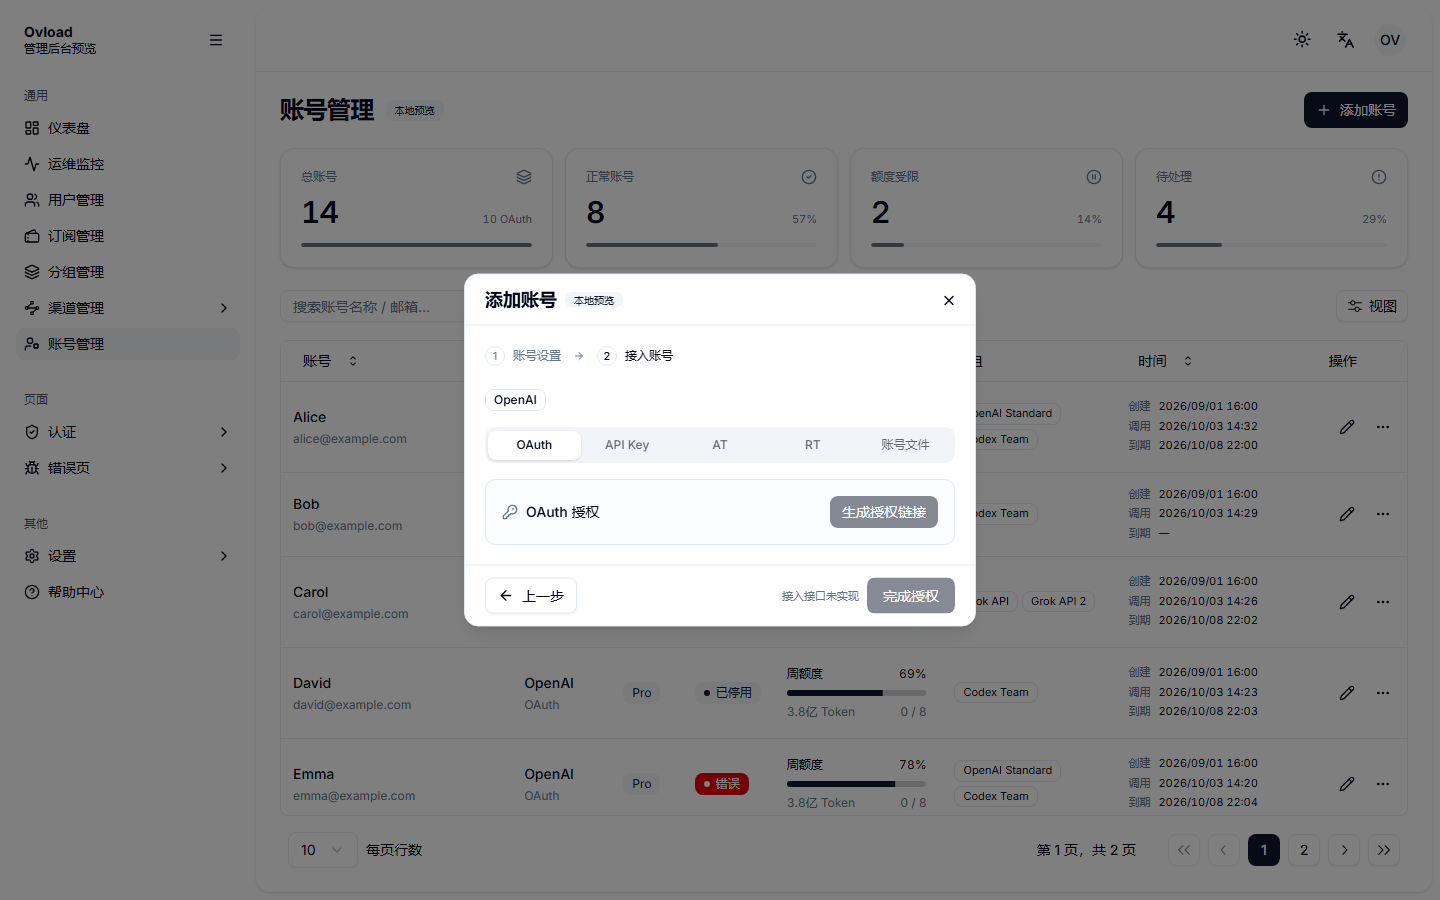 Ovload
管理后台预览
通用
仪表盘
运维监控
用户管理
订阅管理
分组管理
渠道管理
账号管理
页面
认证
错误页
其他
设置
帮助中心
OV
账号管理 本地预览
添加账号
总账号
14 10 OAuth
正常账号
8 57%
额度受限
2 14%
待处理
4 29%
搜索账号名称 / 邮箱...
视图
账号 组 时间 操作
Alice
alice@example.com
enAI Standard
dex Team
创建 2026/09/01 16:00
调用 2026/10/03 14:32
到期 2026/10/08 22:00
Bob
bob@example.com
dex Team
创建 2026/09/01 16:00
调用 2026/10/03 14:29
到期 —
Carol
carol@example.com
ok API Grok API 2
创建 2026/09/01 16:00
调用 2026/10/03 14:26
到期 2026/10/08 22:02
David
david@example.com
OpenAI
OAuth
Pro
已停用
周额度 69%
3.8亿 Token 0 / 8
Codex Team
创建 2026/09/01 16:00
调用 2026/10/03 14:23
到期 2026/10/08 22:03
Emma
emma@example.com
OpenAI
OAuth
Pro
错误
周额度 78%
3.8亿 Token 0 / 8
OpenAI Standard
Codex Team
创建 2026/09/01 16:00
调用 2026/10/03 14:20
到期 2026/10/08 22:04
10 每页行数
第 1 页，共 2 页
1 2
添加账号 本地预览
1 账号设置 2 接入账号
OpenAI
OAuth API Key AT RT 账号文件
OAuth 授权 生成授权链接
上一步 接入接口未实现 完成授权